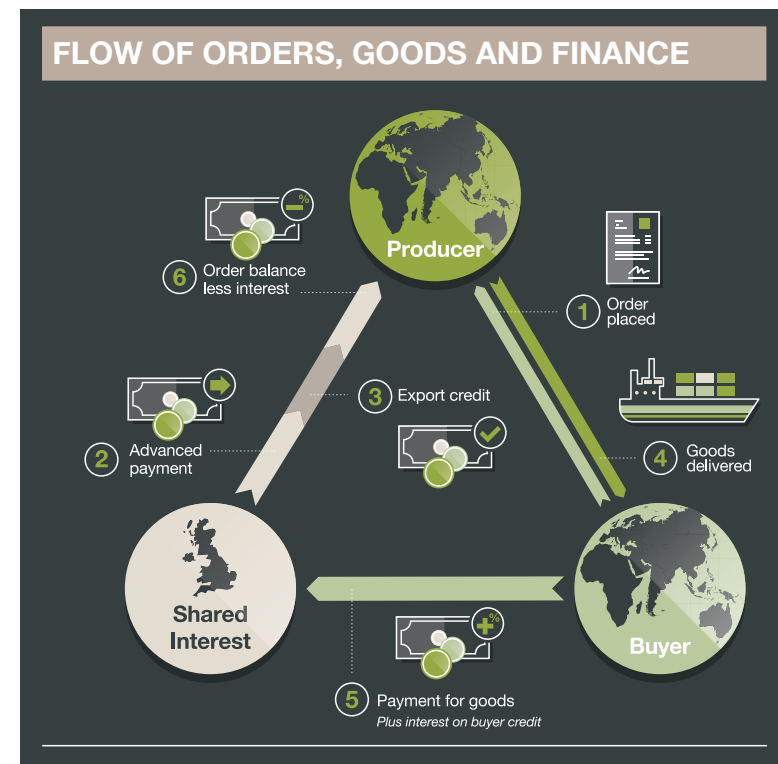 FLOW OF ORDERS, GOODS AND FINANCE
Producer
%
6
Order balance
less interest
1
Order
placed
3
Export credit
2
Advanced
payment
4
Goods
delivered
Shared
Interest
Buyer
%
5
Payment for goods
Plus interest on buyer credit